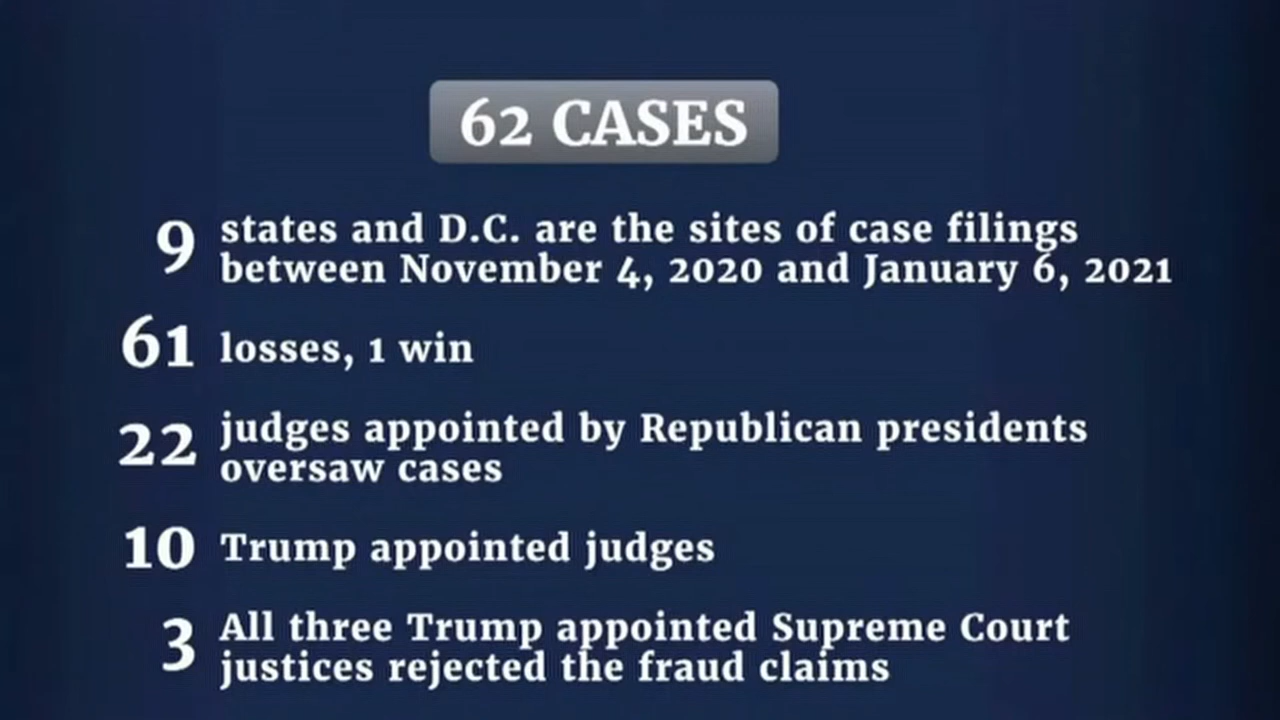 62 CASES
9 states and D.C. are the sites of case filings
between November 4, 2020 and January 6, 2021
61 losses, 1 win
22 judges appointed by Republican presidents
oversaw cases
10 Trump appointed judges
3 All three Trump appointed Supreme Court
justices rejected the fraud claims